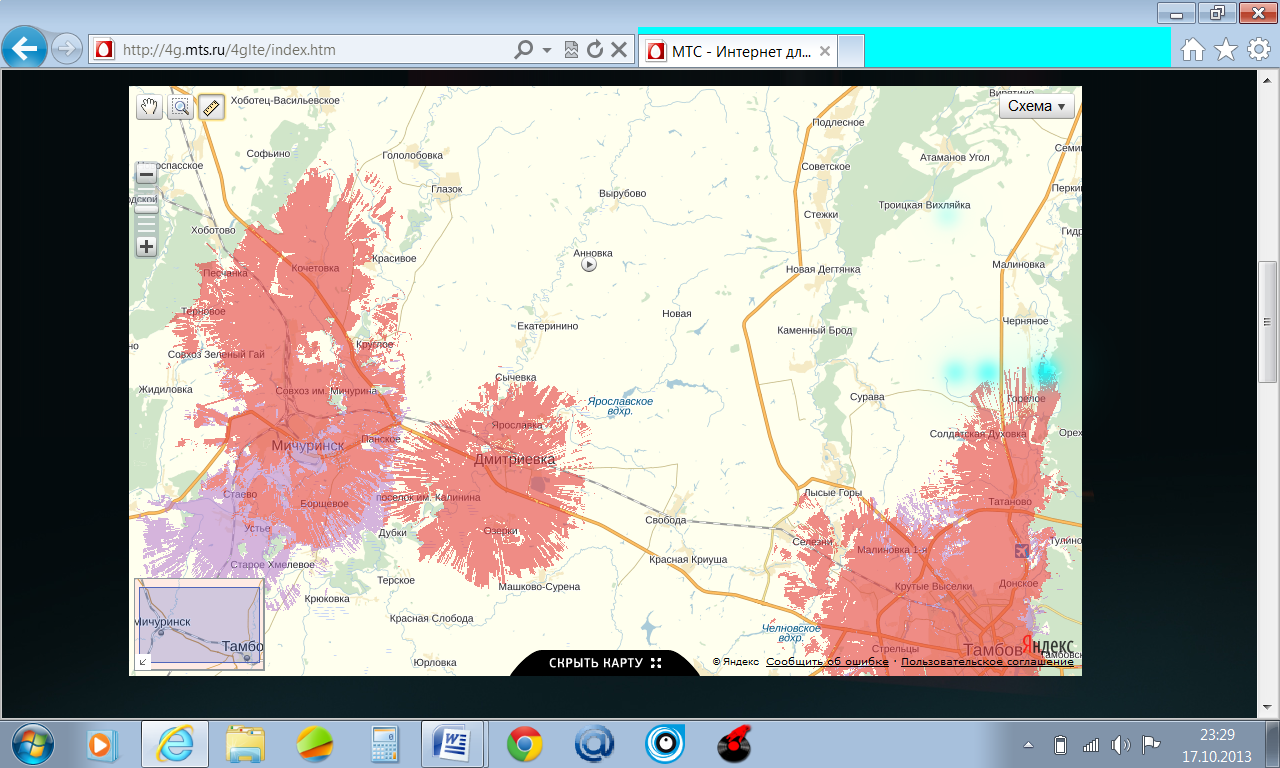 http://4g.mts.ru/4glte/index.htm
МТС - Интернет дл...
Схема
Хоботец-Васильевское
Подлесное
Софьино
Гололобовка
Атаманов Угол
Советское
Глазок
Вырубово
Троицкая Вихляйка
Стежки
Хоботово
Анновка
Красивое
Малиновка
Песчанка
Кочетовка
Новая Дегтянка
Терновое
Новая
Черняное
Екатеринино
Каменный Брод
Круглое
Совхоз Зеленый Гай
Сычевка
Жидиловка
Совхоз им. Мичурина
Ярославское
вдхр.
Сурава
Горелое
Ярославка
Солдатская Духовка
Панское
Мичуринск
Дмитриевка
Стаево
поселок им. Калинина
Лысые Горы
Борщевое
Татаново
Свобода
Устье
Дубки
Озерки
Селезни
Тулино
Малиновка 1-я
Красная Криуша
Старое Хмелевое
Терское
Машково-Сурена
Крутые Выселки
Донское
Крюковка
Красная Слобода
Мичуринск
Челновское
вдхр.
Тамбо
Яндекс
Стрельцы
Тамбов
Юрловка
СКРЫТЬ КАРТУ
© Яндекс Сообщить об ошибке · Пользовательское соглашение
23:29
17.10.2013